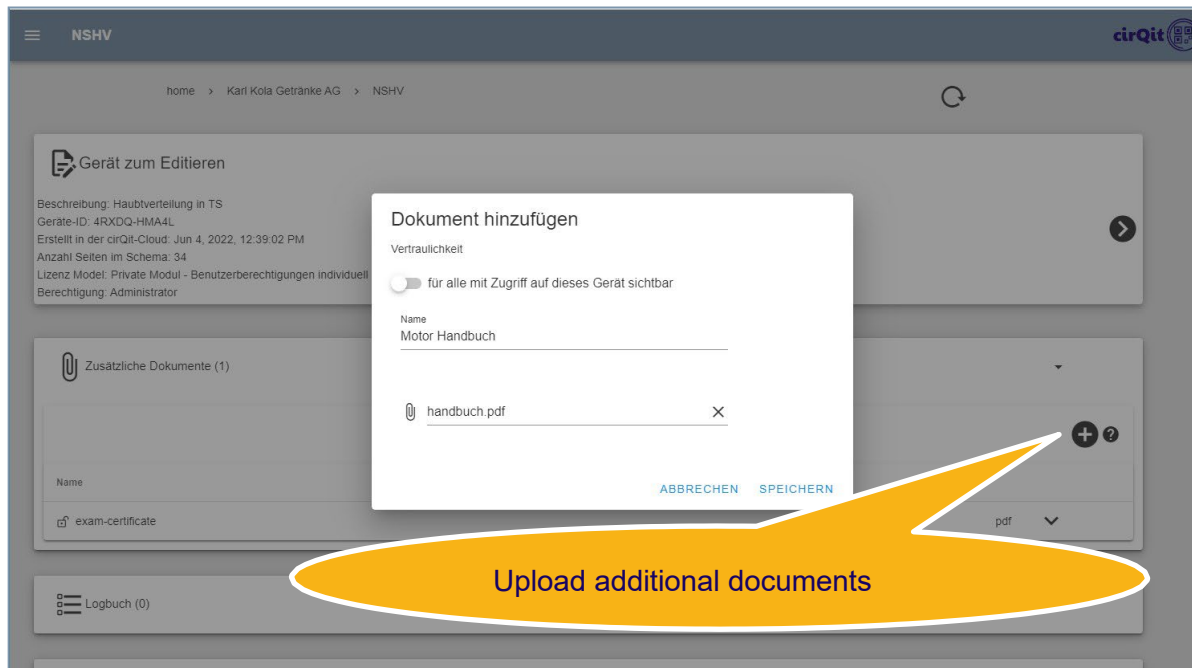 NSHV
cirQit
home > Karl Kola Getränke AG > NSHV
Gerät zum Editieren
Beschreibung: Haubtverteilung in TS
Geräte-ID: 4RXDQ-HMA4L
Erstellt in der cirQit-Cloud: Jun 4, 2022, 12:39:02 PM
Anzahl Seiten im Schema: 34
Lizenz Model: Private Modul - Benutzerberechtigungen individuell
Berechtigung: Administrator
Dokument hinzufügen
Vertraulichkeit
für alle mit Zugriff auf dieses Gerät sichtbar
Name
Motor Handbuch
handbuch.pdf
ABBRECHEN SPEICHERN
Zusätzliche Dokumente (1)
Name
exam-certificate pdf
Upload additional documents
Logbuch (0)